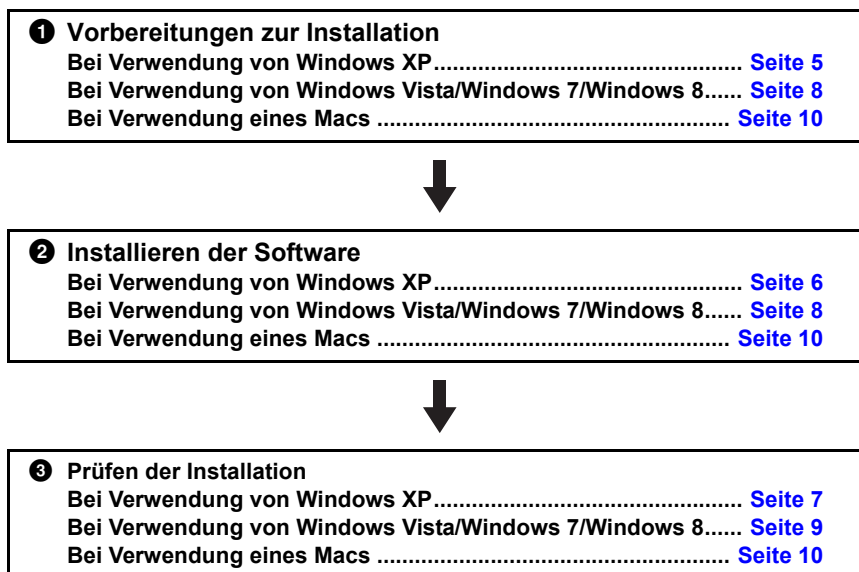 ❶ Vorbereitungen zur Installation
Bei Verwendung von Windows XP................................................ Seite 5
Bei Verwendung von Windows Vista/Windows 7/Windows 8...... Seite 8
Bei Verwendung eines Macs ....................................................... Seite 10
❷ Installieren der Software
Bei Verwendung von Windows XP................................................ Seite 6
Bei Verwendung von Windows Vista/Windows 7/Windows 8...... Seite 8
Bei Verwendung eines Macs ....................................................... Seite 10
❸ Prüfen der Installation
Bei Verwendung von Windows XP................................................ Seite 7
Bei Verwendung von Windows Vista/Windows 7/Windows 8...... Seite 9
Bei Verwendung eines Macs ....................................................... Seite 10